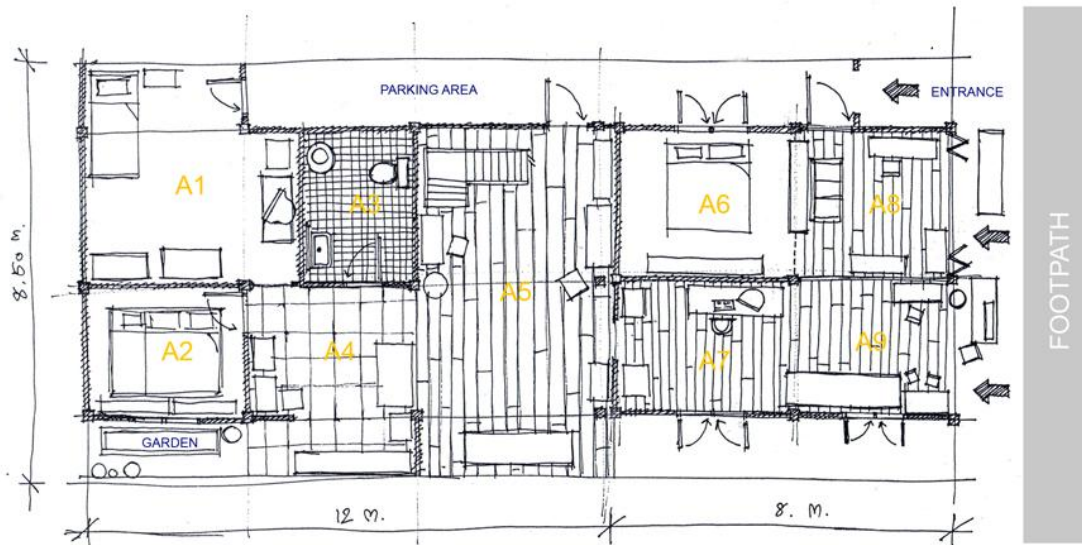 PARKING AREA
ENTRANCE
A1
A3
A6
A8
8.50 m.
A5
A2
A4
A7
A9
GARDEN
FOOTPATH
12 M.
8. M.